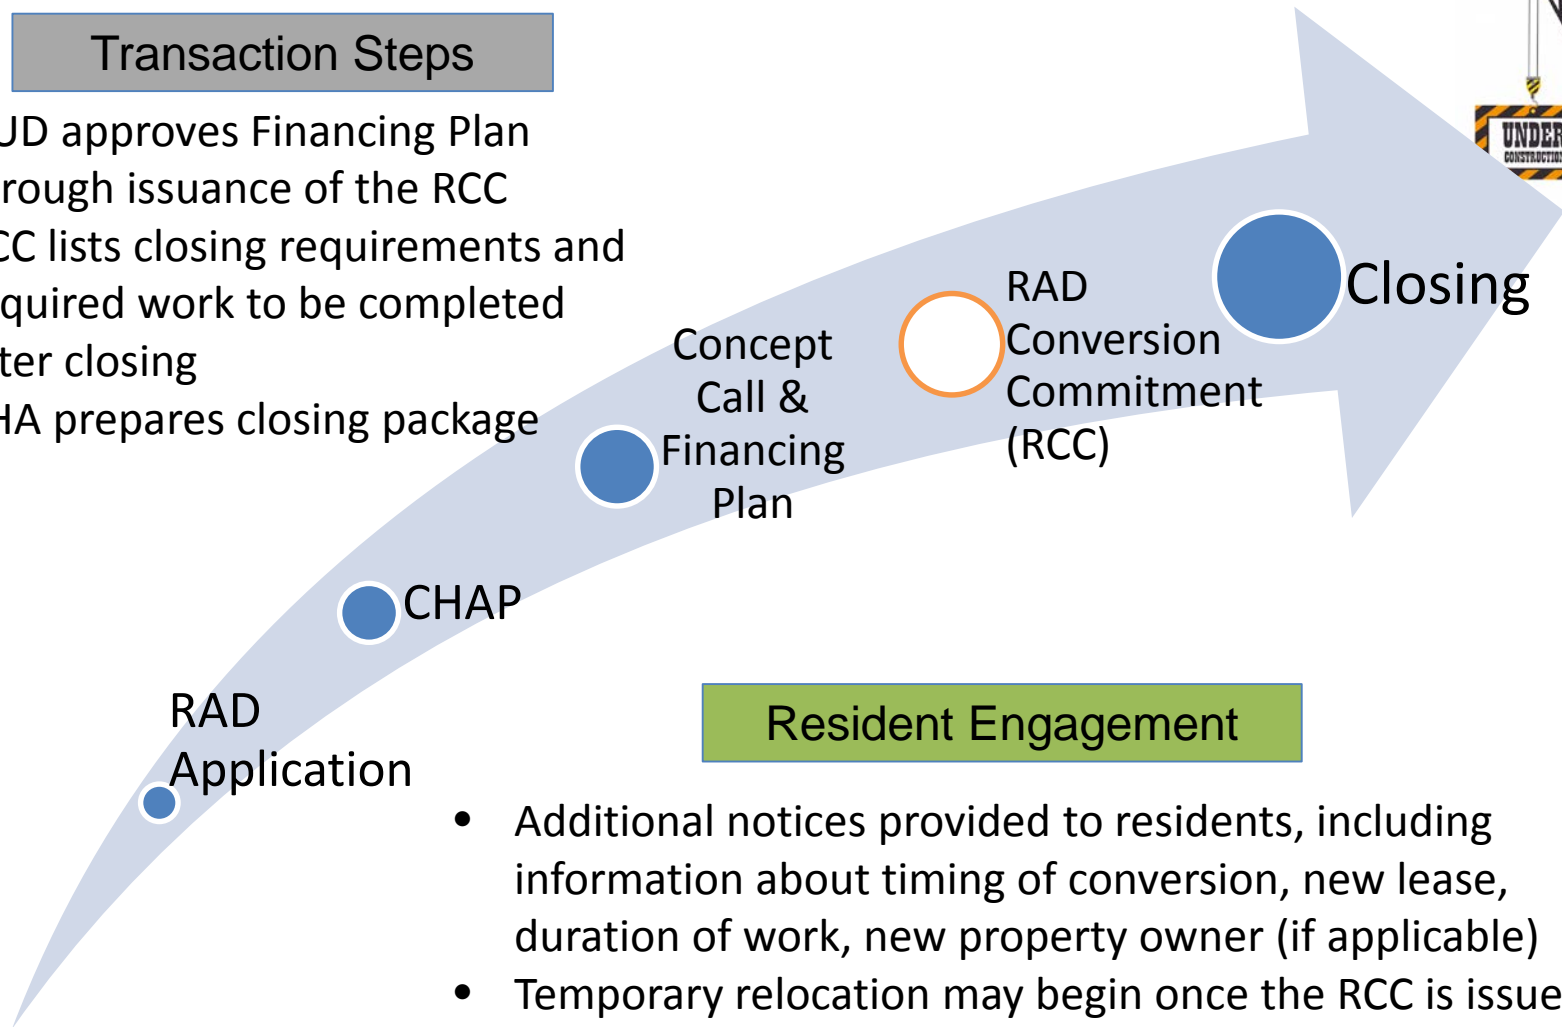 Transaction Steps
UD approves Financing Plan
rough issuance of the RCC
CC lists closing requirements and
quired work to be completed
ter closing
HA prepares closing package
UNDER
CONSTRUCTION
Closing
RAD
Conversion
Commitment
(RCC)
Concept
Call &
Financing
Plan
CHAP
RAD
Application
Resident Engagement
• Additional notices provided to residents, including
information about timing of conversion, new lease,
duration of work, new property owner (if applicable)
• Temporary relocation may begin once the RCC is issue